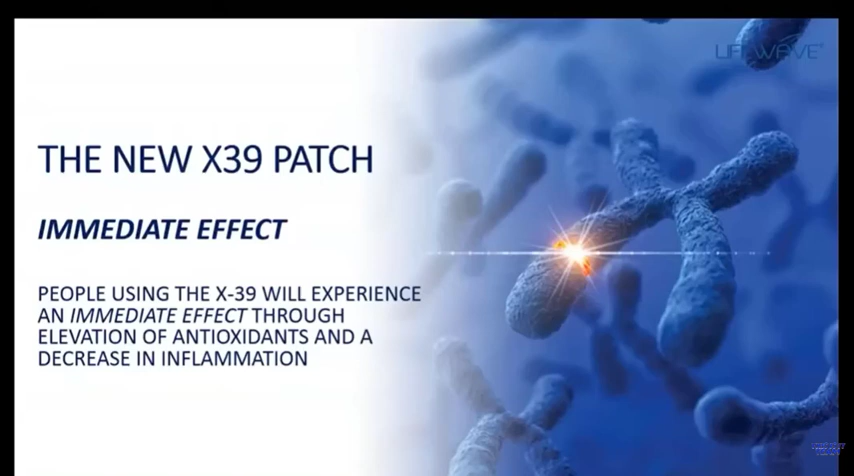 LIFEWAVE
THE NEW X39 PATCH
IMMEDIATE EFFECT
PEOPLE USING THE X-39 WILL EXPERIENCE
AN IMMEDIATE EFFECT THROUGH
ELEVATION OF ANTIOXIDANTS AND A
DECREASE IN INFLAMMATION